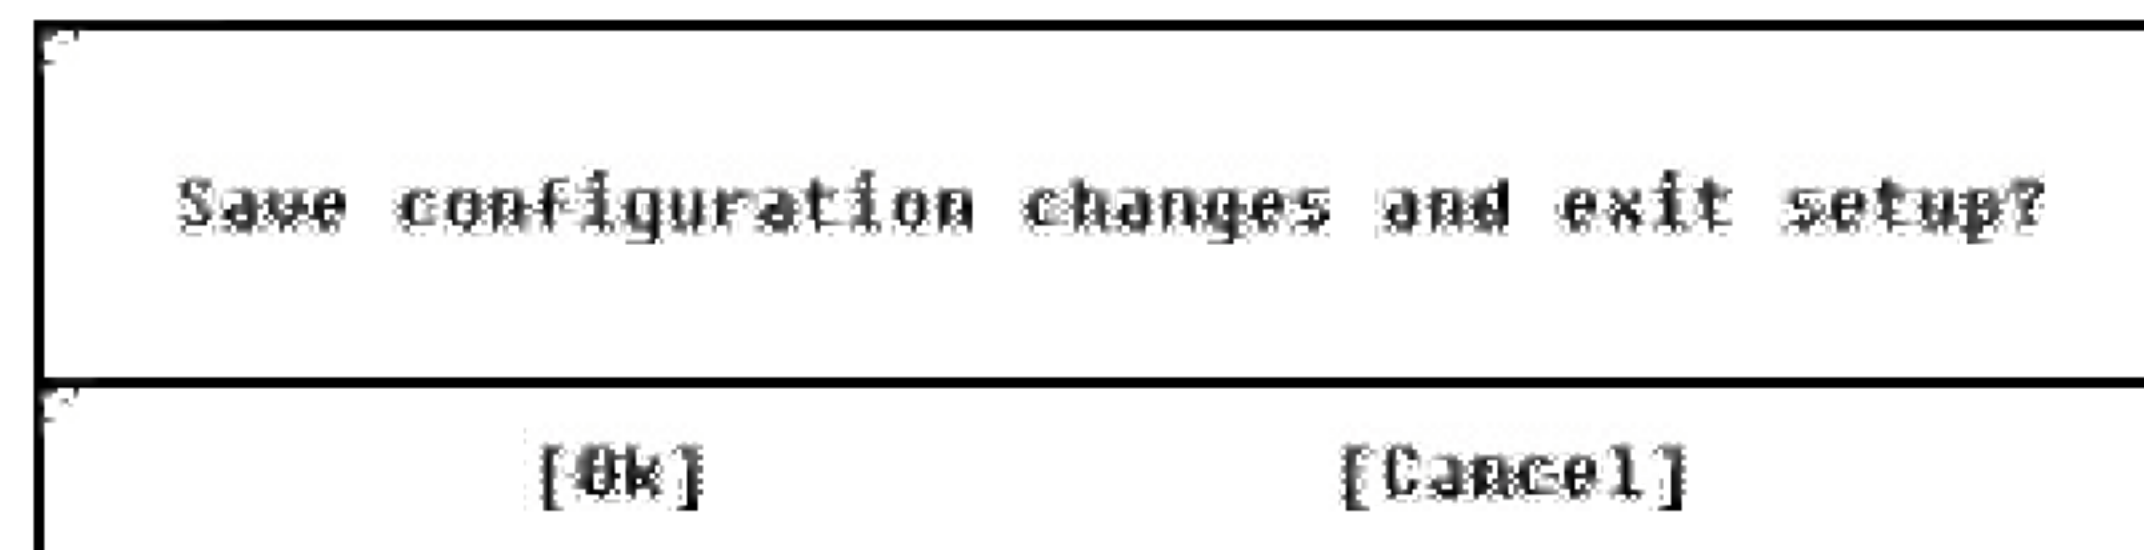 Save configuration changes and exit setup?
[Ok] [Cancel]